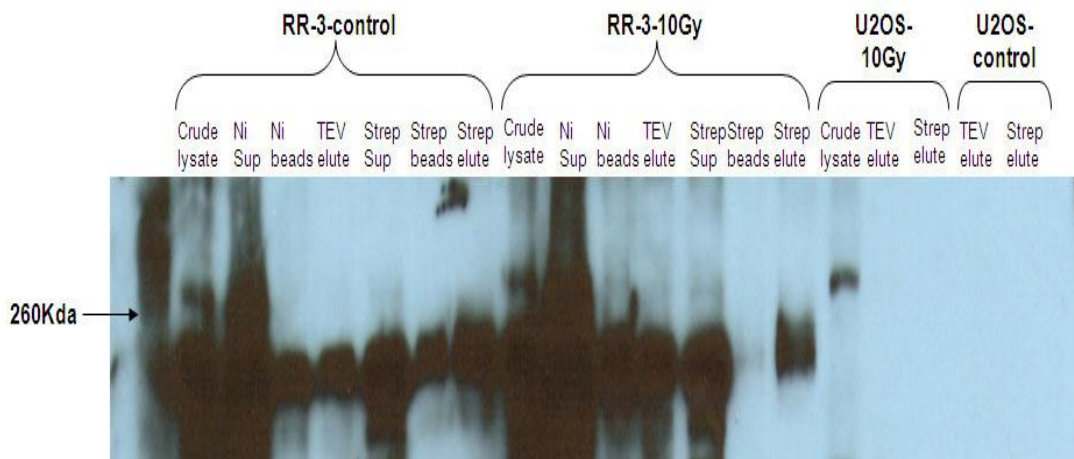 RR-3-control
RR-3-10Gy
U2OS-
10Gy
U2OS-
control
Crude
lysate
Ni
Sup
Ni
beads
TEV
elute
Strep
Sup
Strep
beads
Strep
elute
Crude
lysate
Ni
Sup
Ni
beads
TEV
elute
Strep
Sup
Strep
beads
Strep
elute
Crude
lysate
TEV
elute
Strep
elute
TEV
elute
Strep
elute
260Kda